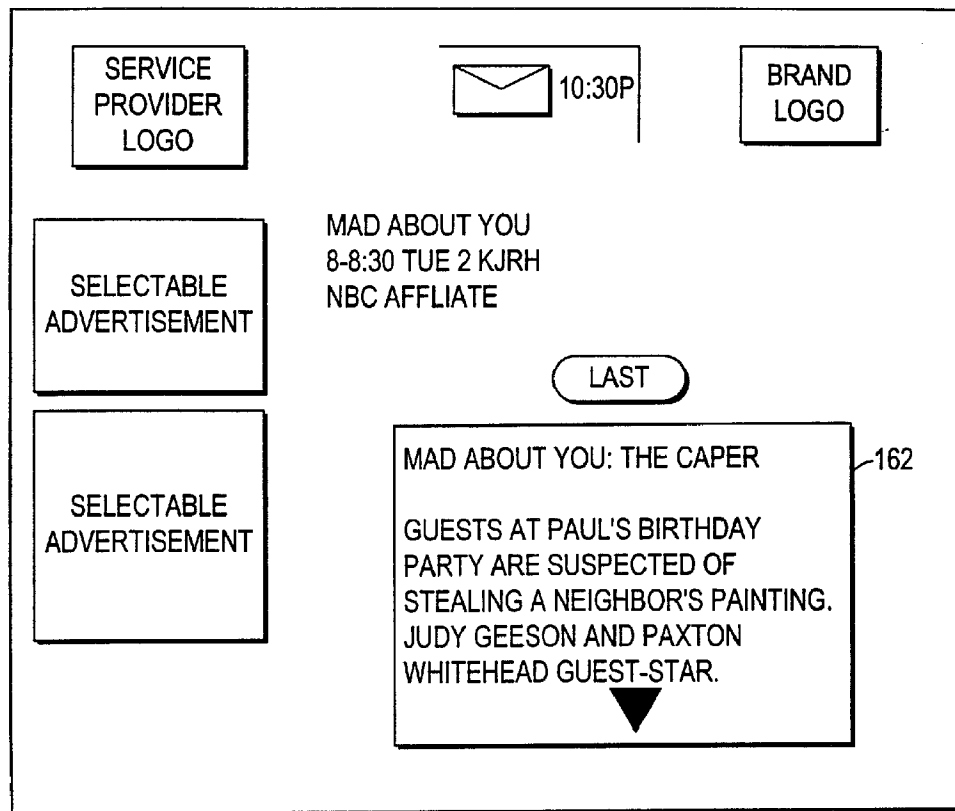 SERVICE
PROVIDER
LOGO
10:30P
BRAND
LOGO
SELECTABLE
ADVERTISEMENT
MAD ABOUT YOU
8-8:30 TUE 2 KJRH
NBC AFFLIATE
LAST
SELECTABLE
ADVERTISEMENT
MAD ABOUT YOU: THE CAPER
162
GUESTS AT PAUL'S BIRTHDAY
PARTY ARE SUSPECTED OF
STEALING A NEIGHBOR'S PAINTING.
JUDY GEESON AND PAXTON
WHITEHEAD GUEST-STAR.